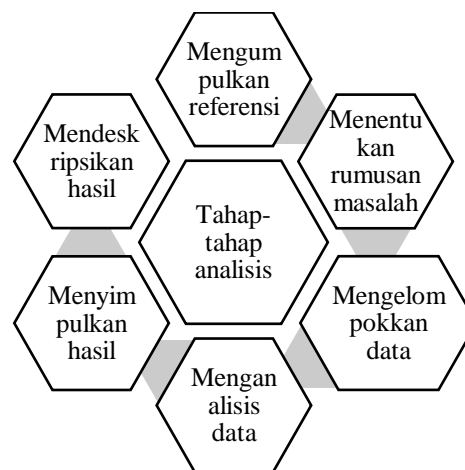 Mengum
pulkan
referensi
Menentu
kan
rumusan
masalah
Mengelom
pokkan
data
Mengan
alisis
data
Menyim
pulkan
hasil
Mendesk
ripsikan
hasil
Tahap-
tahap
analisis